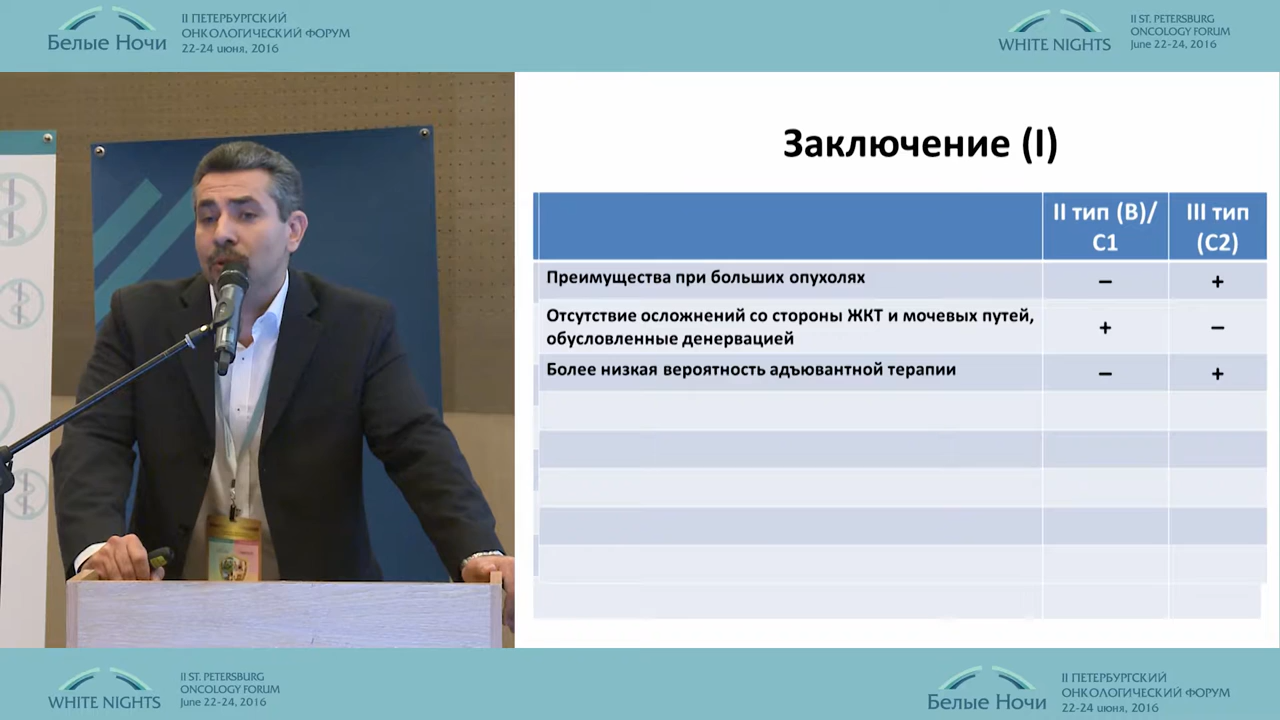 Белые Ночи
II ПЕТЕРБУРГСКИЙ
ОНКОЛОГИЧЕСКИЙ ФОРУМ
22-24 июня, 2016
WHITE NIGHTS
II ST. PETERSBURG
ONCOLOGY FORUM
June 22-24, 2016
Заключение (I)
II тип (B)/
C1
III тип
(C2)
Преимущества при больших опухолях
–
+
Отсутствие осложнений со стороны ЖКТ и мочевых путей,
обусловленные денервацией
+
–
Более низкая вероятность адъювантной терапии
–
+
WHITE NIGHTS
II ST. PETERSBURG
ONCOLOGY FORUM
June 22-24, 2016
Белые Ночи
II ПЕТЕРБУРГСКИЙ
ОНКОЛОГИЧЕСКИЙ ФОРУМ
22-24 июня, 2016